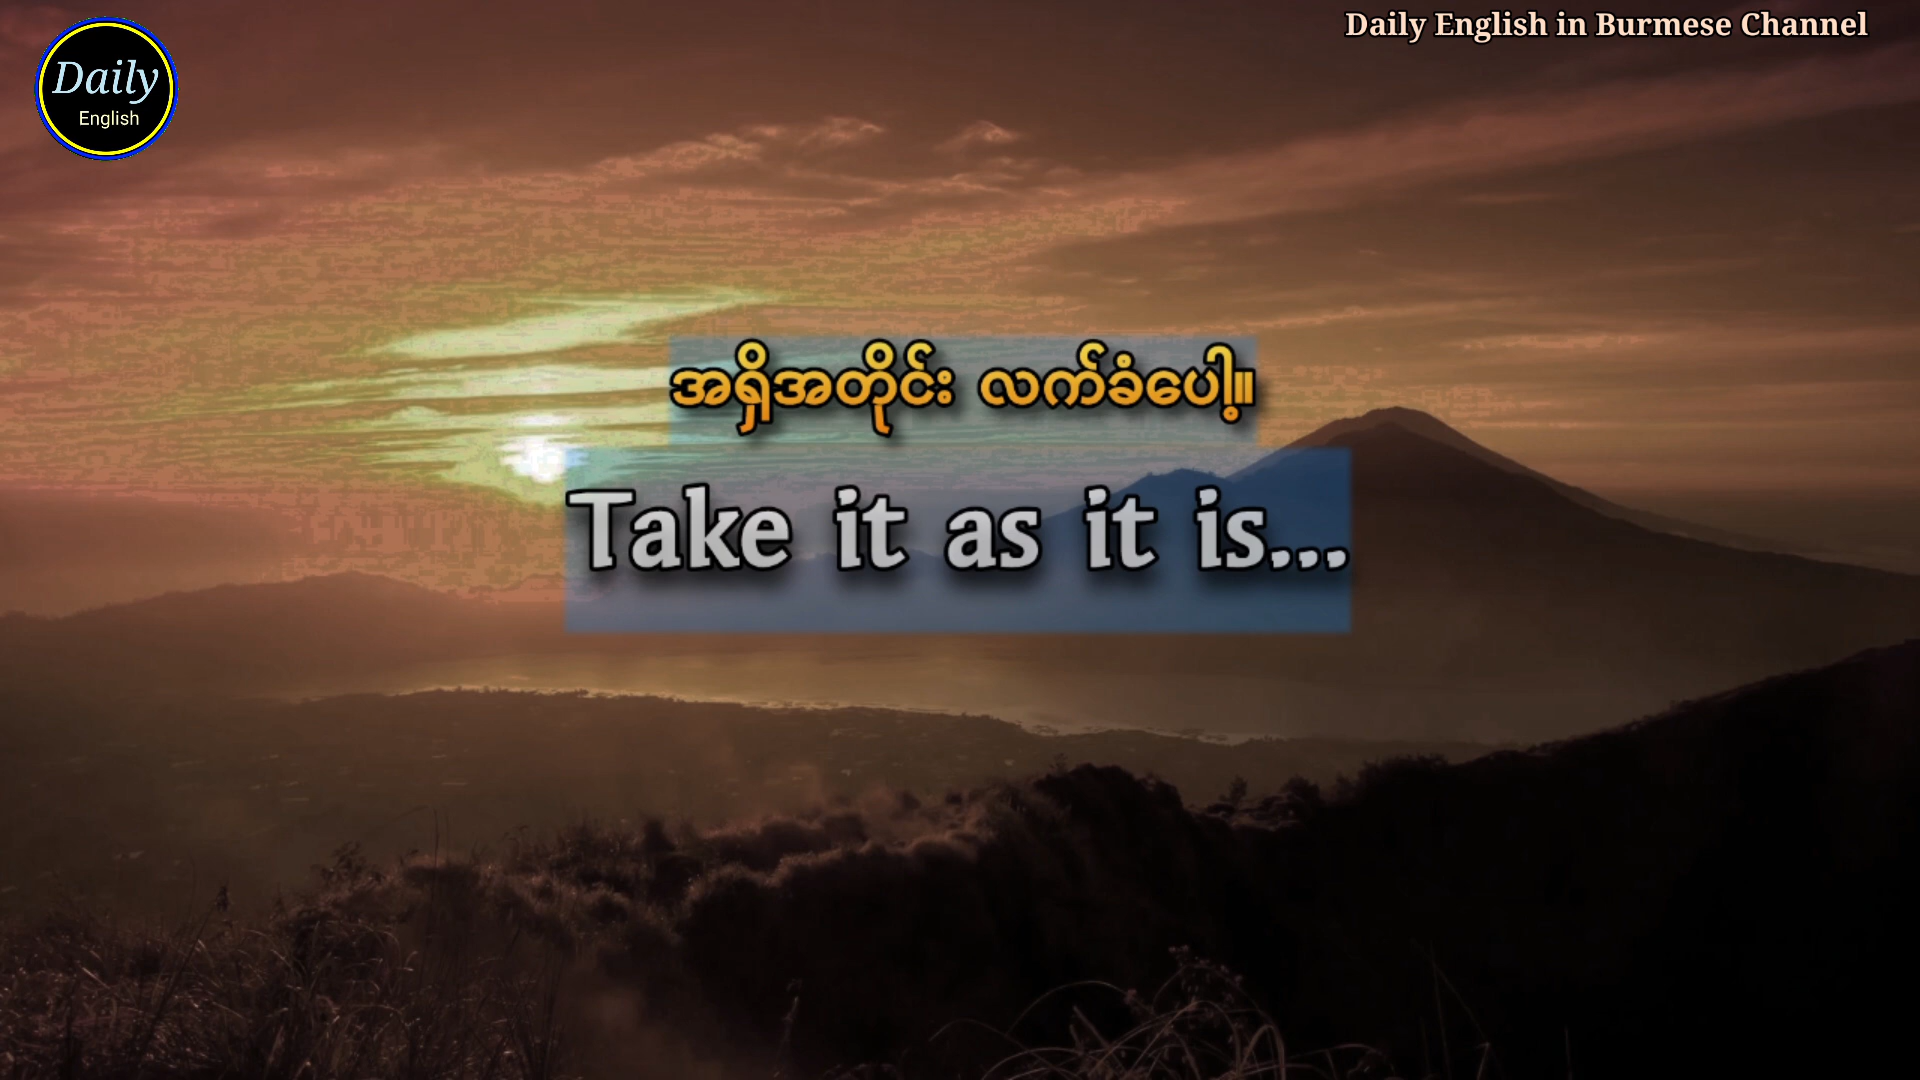 Daily English in Burmese Channel
Daily
English
အရှိအတိုင်း လက်ခံပေါ့။
Take it as it is...